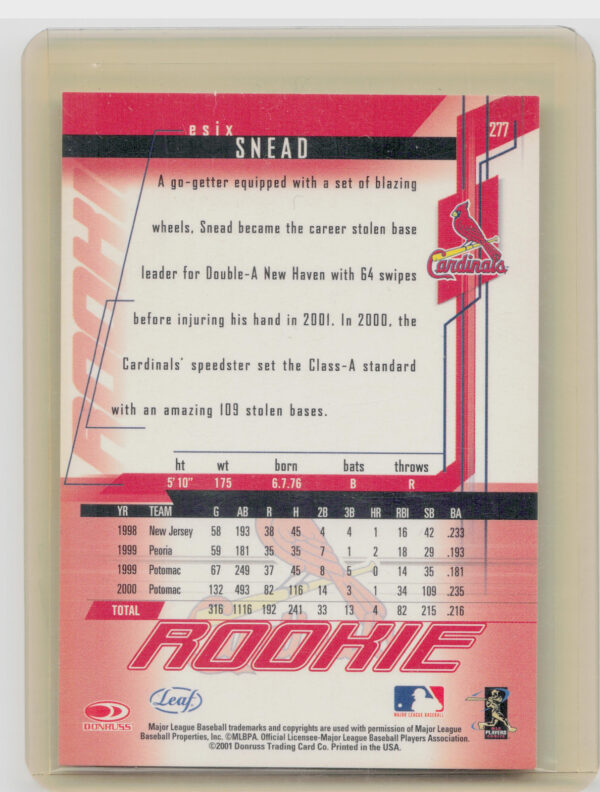 277
esix
SNEAD
A go-getter equipped with a set of blazing
wheels, Snead became the career stolen base
leader for Double-A New Haven with 64 swipes
before injuring his hand in 2001. In 2000, the
Cardinals' speedster set the Class-A standard
with an amazing 109 stolen bases.
Cardinals
ROOKIE
ht wt born bats throws
5'10" 175 6.7.76 B R
YR TEAM G AB R H 2B 3B HR RBI SB BA
1998 New Jersey 58 193 38 45 4 4 1 16 42 .233
1999 Peoria 59 181 35 35 7 1 2 18 29 .193
1999 Potomac 67 249 37 45 8 5 0 14 35 .181
2000 Potomac 132 493 82 116 14 3 1 34 109 .235
TOTAL 316 1116 192 241 33 13 4 82 215 .216
ROOKIE
DONRUSS
Leaf
MAJOR LEAGUE BASEBALL
PLAYERS
Major League Baseball trademarks and copyrights are used with permission of Major League
Baseball Properties, Inc. ©MLBPA. Official Licensee-Major League Baseball Players Association.
©2001 Donruss Trading Card Co. Printed in the USA.